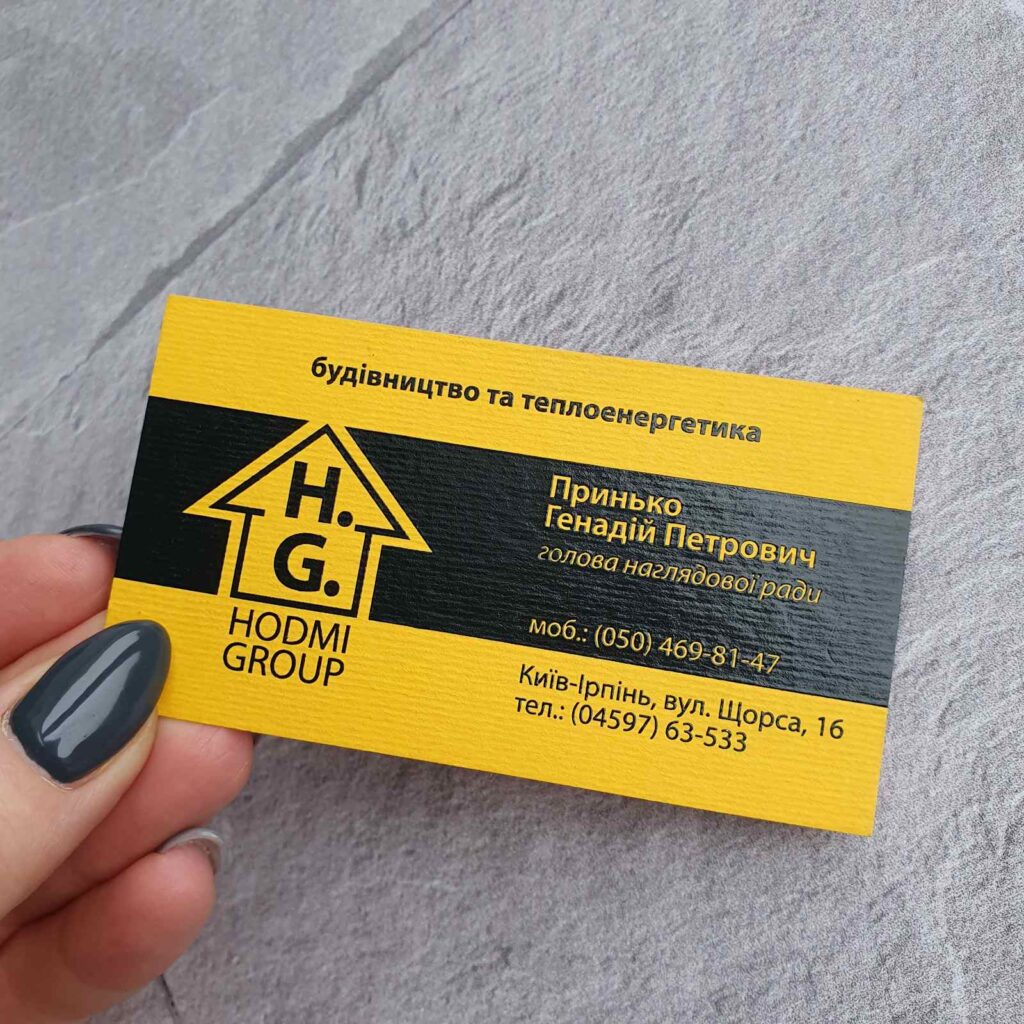 будівництво та теплоенергетика
H.
G.
HODMI
GROUP
Принько
Генадій Петрович
голова наглядової ради
моб.: (050) 469-81-47
Київ-Ірпінь, вул. Щорса, 16
тел.: (04597) 63-533